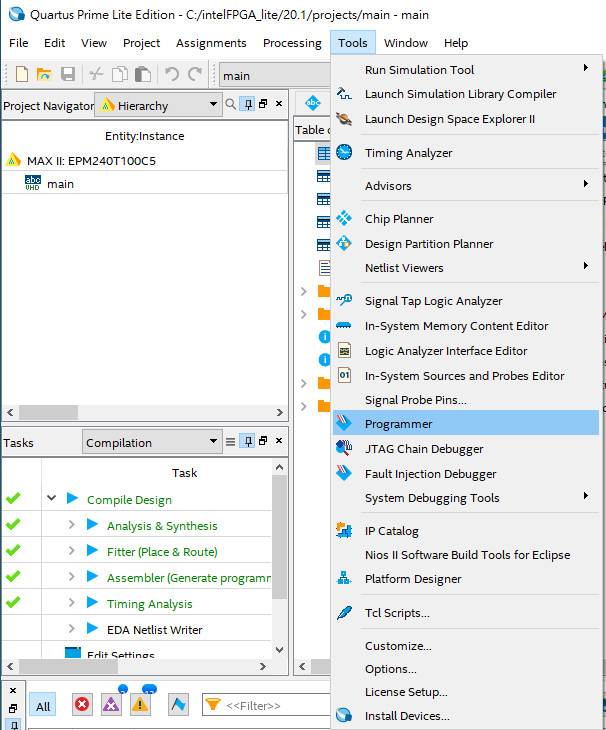 Quartus Prime Lite Edition - C:/intelFPGA_lite/20.1/projects/main - main
File Edit View Project Assignments Processing Tools Window Help
main
Project Navigator Hierarchy
Entity:Instance
MAX II: EPM240T100C5
abc VHD main
Tasks Compilation
Task
Compile Design
Analysis & Synthesis
Fitter (Place & Route)
Assembler (Generate programm
Timing Analysis
EDA Netlist Writer
Edit Settings
All <<Filter>>
abc
Table o
Run Simulation Tool
Launch Simulation Library Compiler
Launch Design Space Explorer II
Timing Analyzer
Advisors
Chip Planner
Design Partition Planner
Netlist Viewers
Signal Tap Logic Analyzer
In-System Memory Content Editor
Logic Analyzer Interface Editor
01 In-System Sources and Probes Editor
Signal Probe Pins...
Programmer
JTAG Chain Debugger
Fault Injection Debugger
System Debugging Tools
IP Catalog
Nios II Software Build Tools for Eclipse
Platform Designer
Tcl Scripts...
Customize...
Options...
License Setup...
Install Devices...